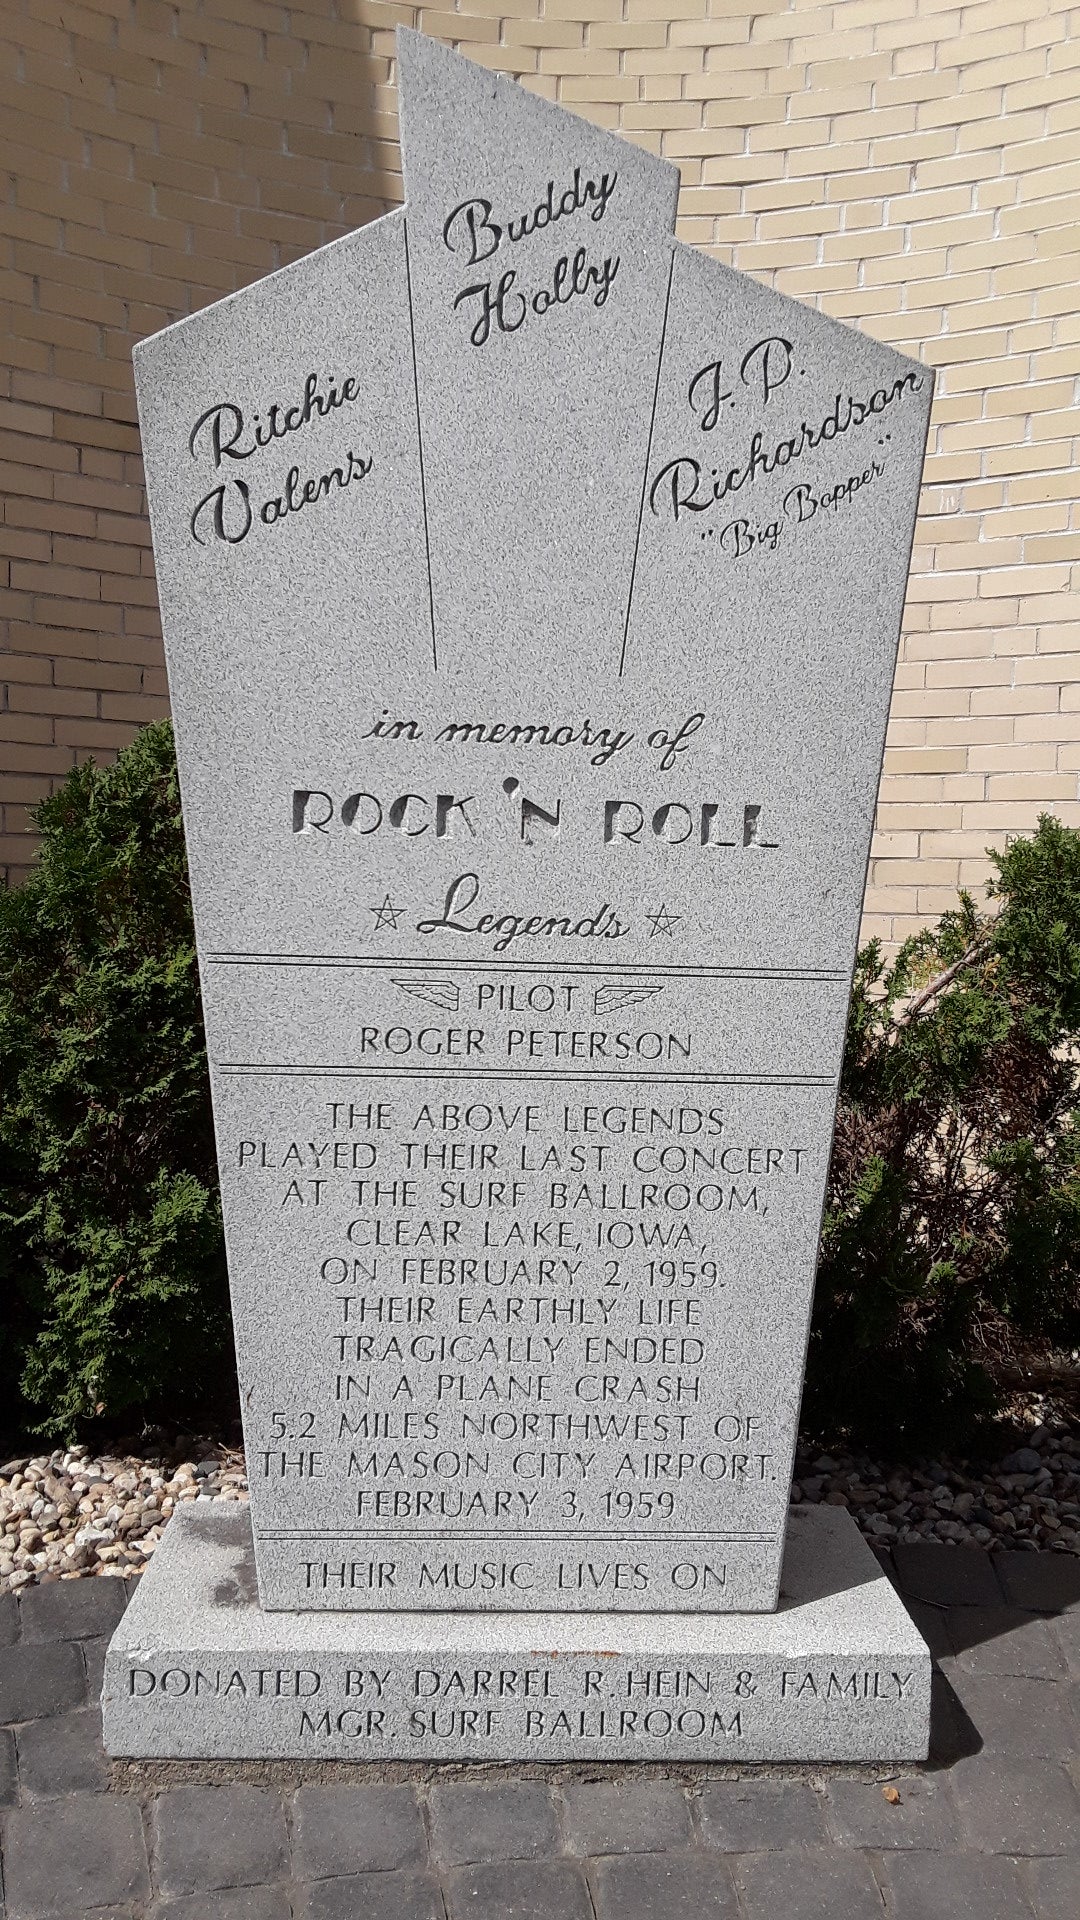 Buddy
Holly
Ritchie
Valens
J. P.
Richardson
"Big Bopper"
in memory of
ROCK 'N ROLL
Legends
PILOT
ROGER PETERSON
THE ABOVE LEGENDS
PLAYED THEIR LAST CONCERT
AT THE SURF BALLROOM,
CLEAR LAKE, IOWA,
ON FEBRUARY 2, 1959.
THEIR EARTHLY LIFE
TRAGICALLY ENDED
IN A PLANE CRASH
5.2 MILES NORTHWEST OF
THE MASON CITY AIRPORT.
FEBRUARY 3, 1959
THEIR MUSIC LIVES ON
DONATED BY DARREL R. HEIN & FAMILY
MGR. SURF BALLROOM